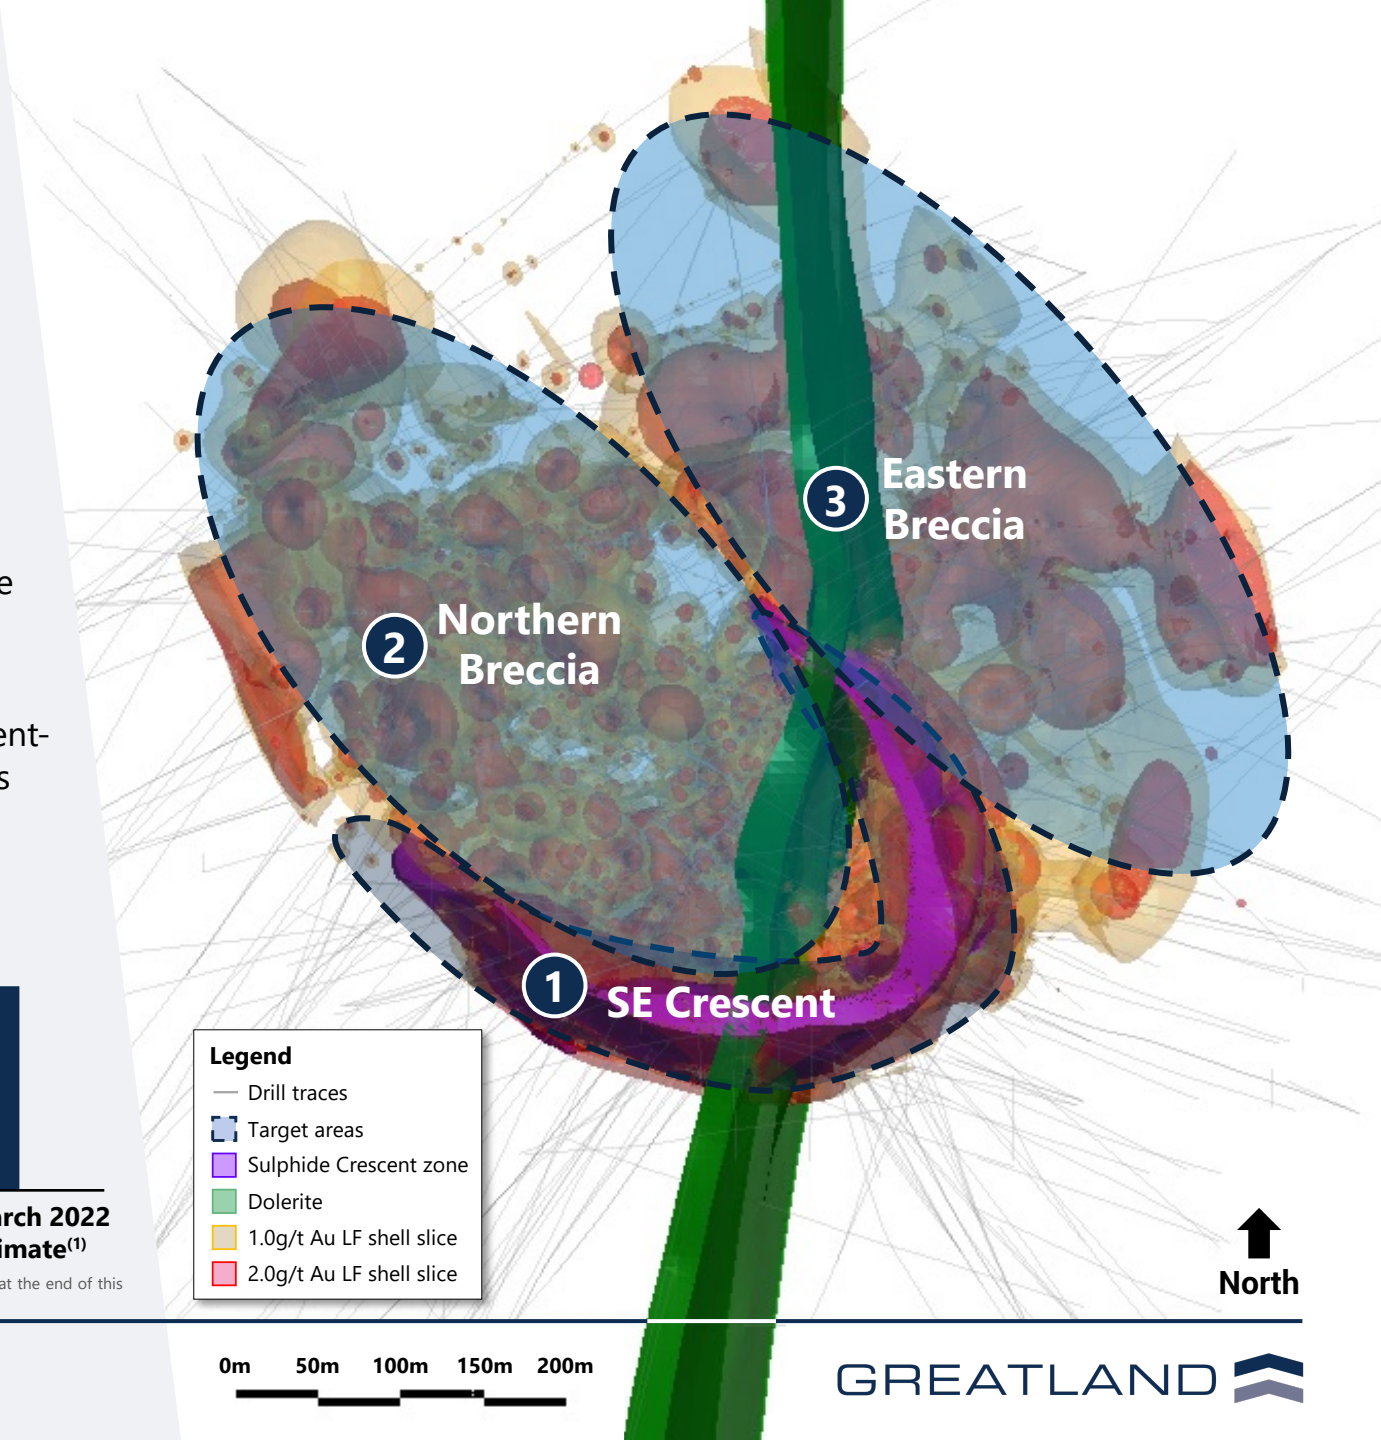 e
ent-
s
3
Eastern
Breccia
2
Northern
Breccia
1
SE Crescent
Legend
Drill traces
Target areas
Sulphide Crescent zone
Dolerite
1.0g/t Au LF shell slice
2.0g/t Au LF shell slice
arch 2022
imate(1)
at the end of this
North
0m 50m 100m 150m 200m
GREATLAND